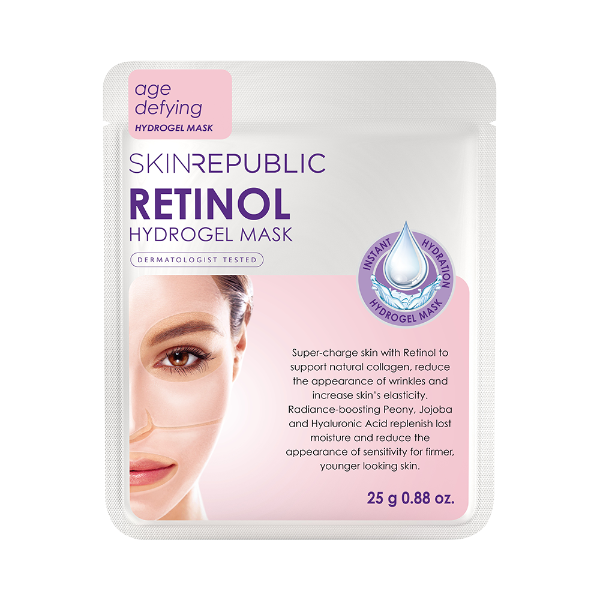 age
defying
HYDROGEL MASK
SKINREPUBLIC
RETINOL
HYDROGEL MASK
DERMATOLOGIST TESTED
INSTANT HYDRATION
HYDROGEL MASK
Super-charge skin with Retinol to
support natural collagen, reduce
the appearance of wrinkles and
increase skin's elasticity.
Radiance-boosting Peony, Jojoba
and Hyaluronic Acid replenish lost
moisture and reduce the
appearance of sensitivity for firmer,
younger looking skin.
25 g 0.88 oz.